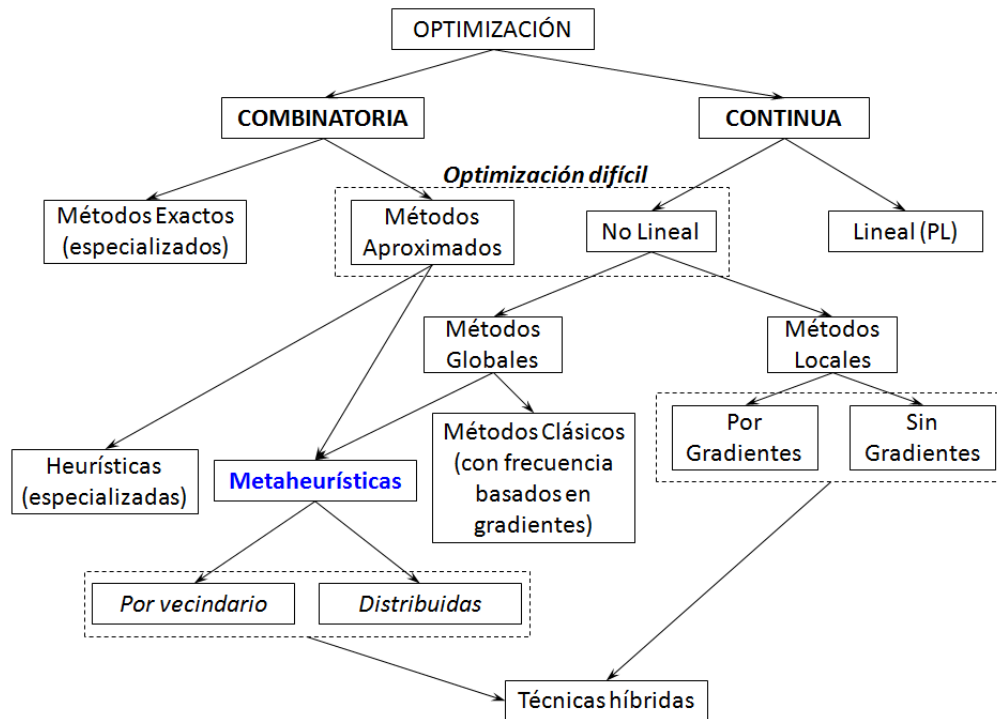 OPTIMIZACIÓN
COMBINATORIA
CONTINUA
Optimización difícil
Métodos Exactos
(especializados)
Métodos
Aproximados
No Lineal
Lineal (PL)
Métodos
Globales
Métodos
Locales
Por
Gradientes
Sin
Gradientes
Métodos Clásicos
(con frecuencia
basados en
gradientes)
Heurísticas
(especializadas)
Metaheurísticas
Por vecindario
Distribuidas
Técnicas híbridas